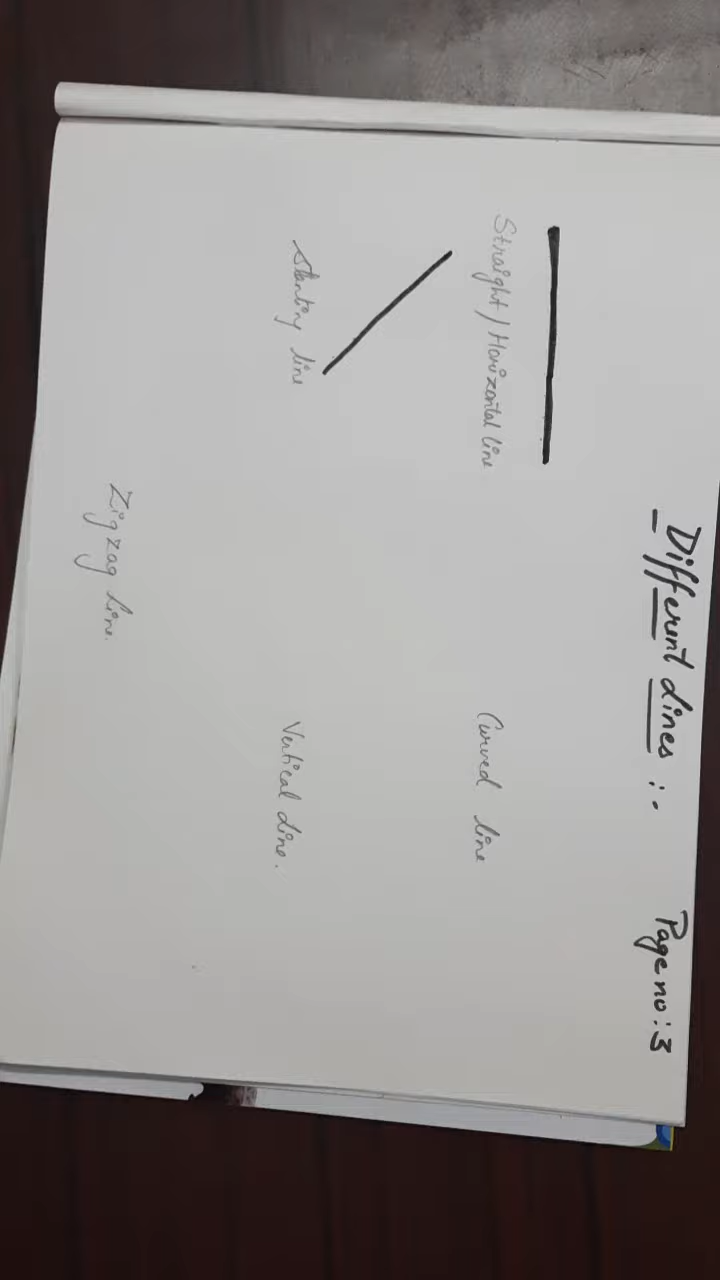 Different Lines :-
Page no : 3
Straight / Horizontal line
Curved line
Slanting line
Vertical Line.
Zigzag Line.